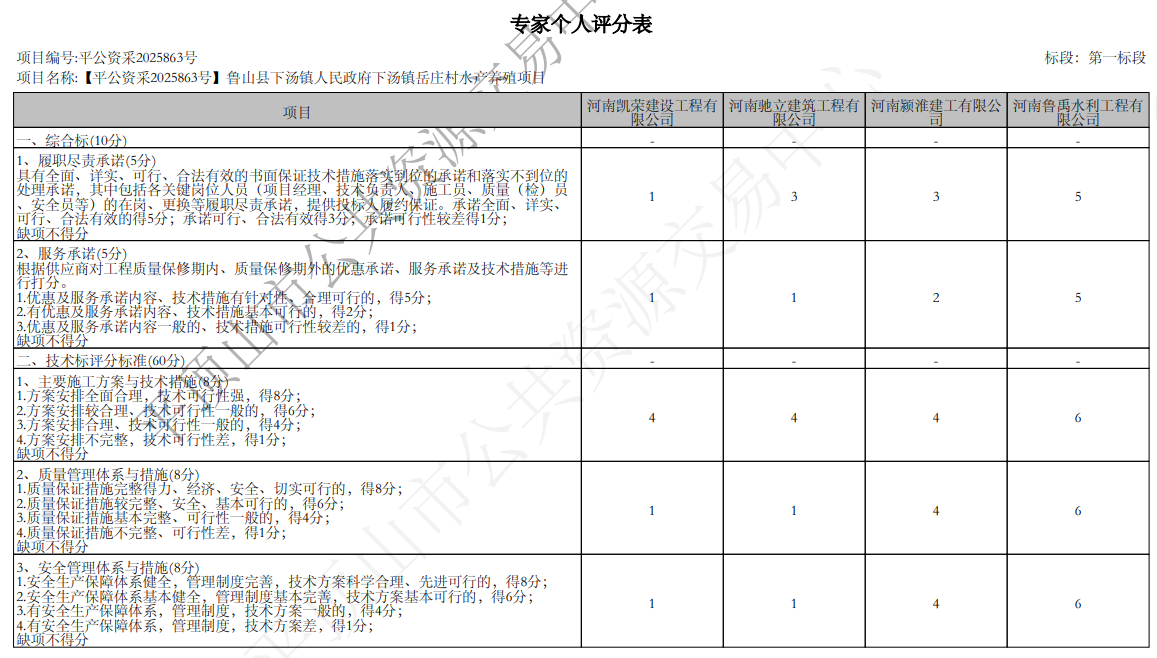 专家个人评分表
项目编号:平公资采2025863号
标段：第一标段
项目名称:【平公资采2025863号】鲁山县下汤镇人民政府下汤镇岳庄村水产养殖项目
项目
河南凯荣建设工程有限公司
河南驰立建筑工程有限公司
河南颍淮建工有限公司
河南鲁禹水利工程有限公司
一、综合标(10分)
- - - -
1、履职尽责承诺(5分)
具有全面、详实、可行、合法有效的书面保证技术措施落实到位的承诺和落实不到位的
处理承诺，其中包括各关键岗位人员（项目经理、技术负责人、施工员、质量（检）员
、安全员等）的在岗、更换等履职尽责承诺，提供投标人履约保证。承诺全面、详实、
可行、合法有效的得5分；承诺可行、合法有效得3分；承诺可行性较差得1分；
缺项不得分
1 3 3 5
2、服务承诺(5分)
根据供应商对工程质量保修期内、质量保修期外的优惠承诺、服务承诺及技术措施等进
行打分。
1.优惠及服务承诺内容、技术措施有针对性、合理可行的，得5分；
2.有优惠及服务承诺内容、技术措施基本可行的，得2分；
3.优惠及服务承诺内容一般的、技术措施可行性较差的，得1分；
缺项不得分
1 1 2 5
二、技术标评分标准(60分)
- - - -
1、主要施工方案与技术措施(8分)
1.方案安排全面合理，技术可行性强，得8分；
2.方案安排较合理、技术可行性一般的，得6分；
3.方案安排合理、技术可行性一般的，得4分；
4.方案安排不完整，技术可行性差，得1分；
缺项不得分
4 4 4 6
2、质量管理体系与措施(8分)
1.质量保证措施完整得力、经济、安全、切实可行的，得8分；
2.质量保证措施较完整、安全、基本可行的，得6分；
3.质量保证措施基本完整、可行性一般的，得4分；
4.质量保证措施不完整、可行性差，得1分；
缺项不得分
1 1 4 6
3、安全管理体系与措施(8分)
1.安全生产保障体系健全，管理制度完善，技术方案科学合理、先进可行的，得8分；
2.安全生产保障体系基本健全，管理制度基本完善，技术方案基本可行的，得6分；
3.有安全生产保障体系，管理制度，技术方案一般的，得4分；
4.有安全生产保障体系，管理制度，技术方案差，得1分；
缺项不得分
1 1 4 6
平顶山市公共资源交易中
平顶山市公共资源交易中心